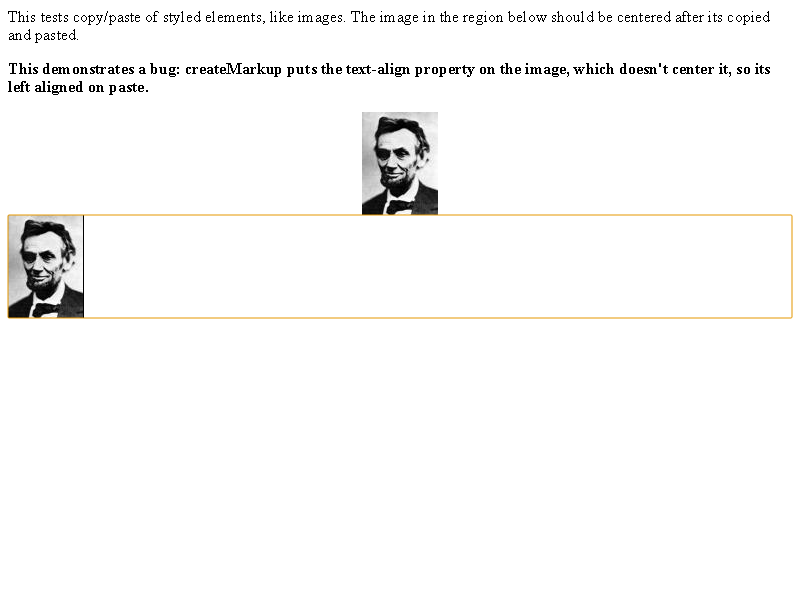 This tests copy/paste of styled elements, like images. The image in the region below should be centered after its copied
and pasted.
This demonstrates a bug: createMarkup puts the text-align property on the image, which doesn't center it, so its
left aligned on paste.